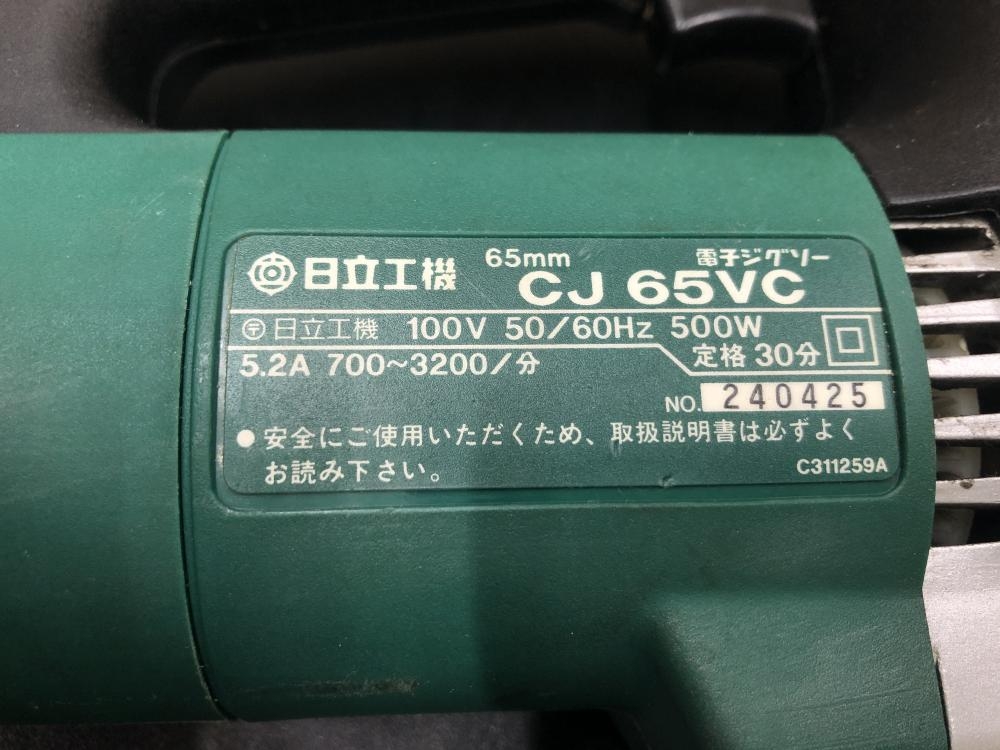 日立工機 65mm CJ 65VC 電子ジグソー
〶 日立工機 100V 50/60Hz 500W
5.2A 700～3200/分 定格30分
NO. 240425
● 安全にご使用いただくため、取扱説明書は必ずよく
お読み下さい。
C311259A